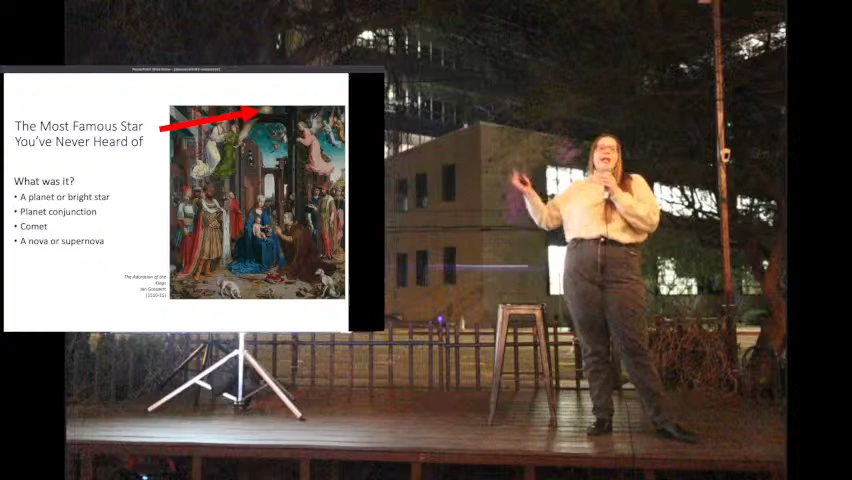 The Most Famous Star
You've Never Heard of
What was it?
• A planet or bright star
• Planet conjunction
• Comet
• A nova or supernova
The Adoration of the
Kings
Jan Gossaert
(1510-15)